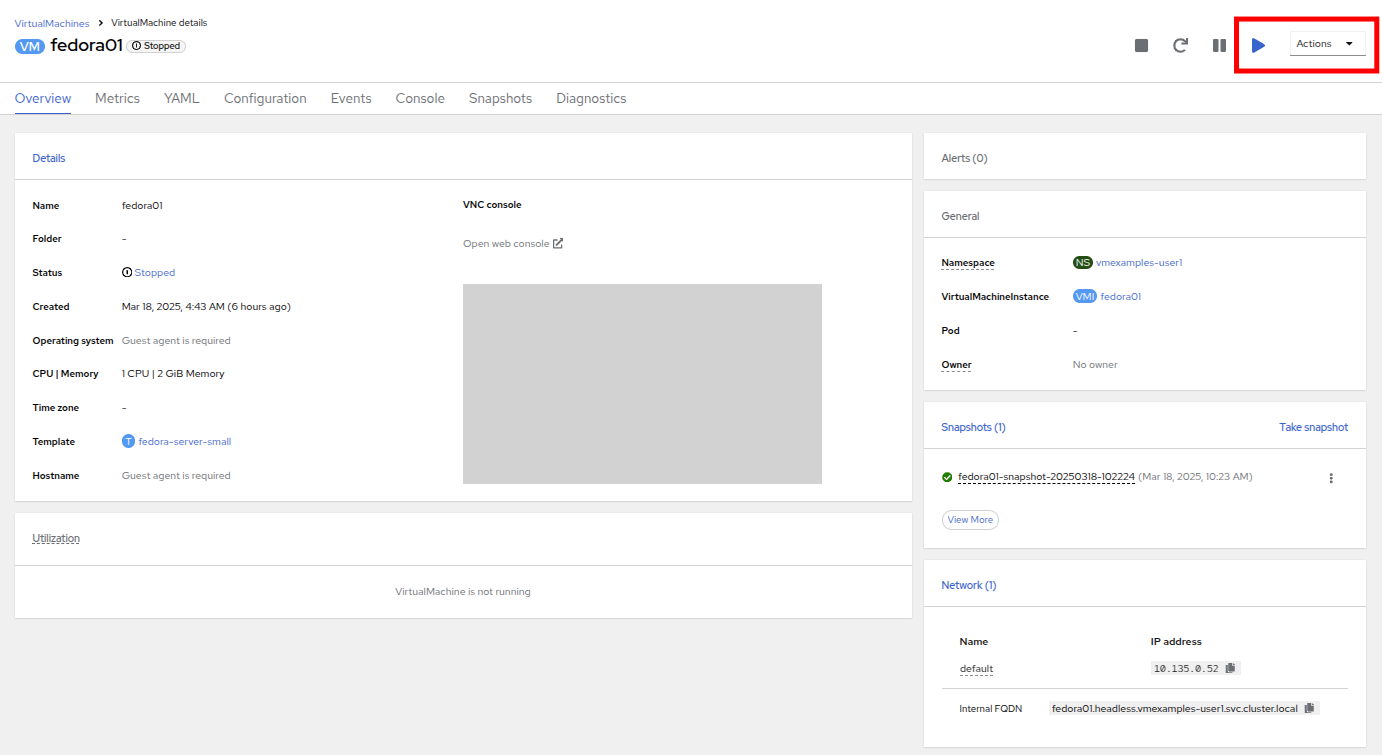 VirtualMachines > VirtualMachine details
VM fedora01 Stopped
Actions
Overview Metrics YAML Configuration Events Console Snapshots Diagnostics
Details
Name fedora01
Folder -
Status Stopped
Created Mar 18, 2025, 4:43 AM (6 hours ago)
Operating system Guest agent is required
CPU | Memory 1 CPU | 2 GiB Memory
Time zone -
Template T fedora-server-small
Hostname Guest agent is required
VNC console
Open web console
Utilization
VirtualMachine is not running
Alerts (0)
General
Namespace NS vmexamples-user1
VirtualMachineInstance VMI fedora01
Pod -
Owner No owner
Snapshots (1) Take snapshot
fedora01-snapshot-20250318-102224 (Mar 18, 2025, 10:23 AM)
View More
Network (1)
Name IP address
default 10.135.0.52
Internal FQDN fedora01.headless.vmexamples-user1.svc.cluster.local